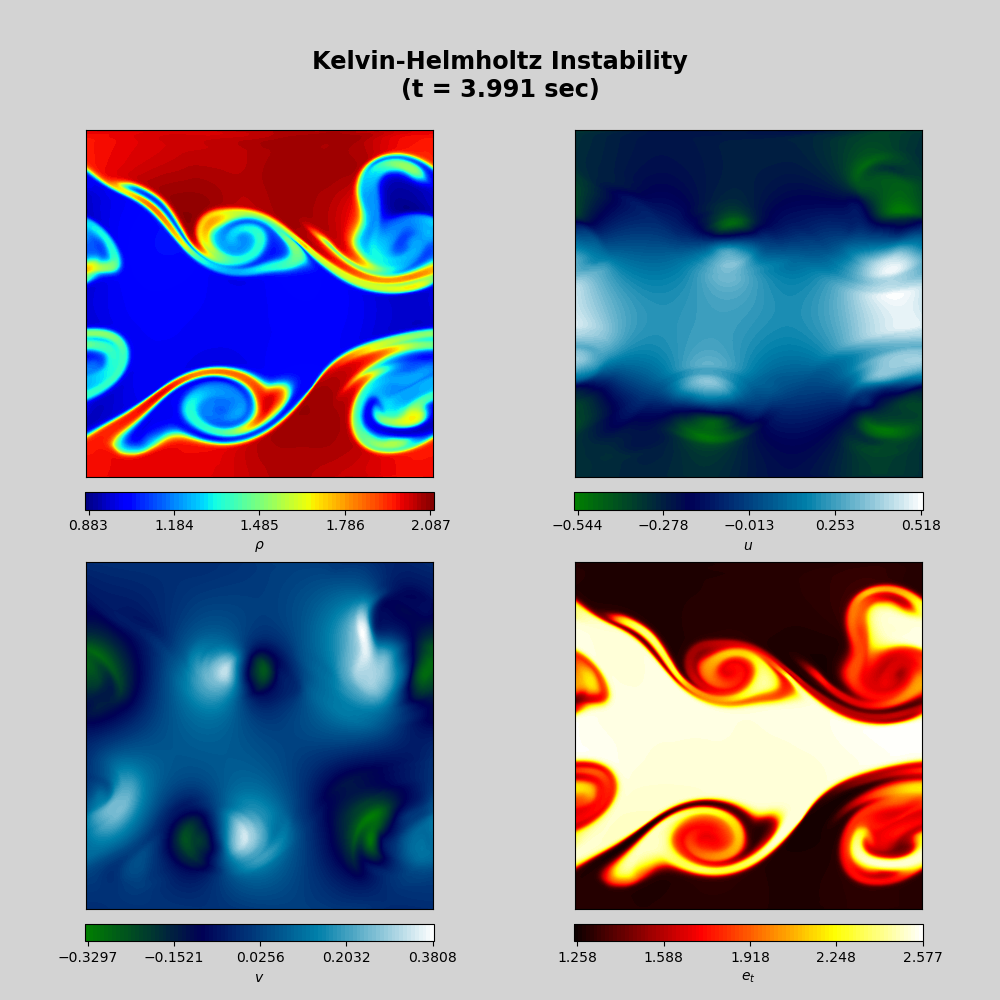 Kelvin-Helmholtz Instability
(t = 3.991 sec)
0.883 1.184 1.485 1.786 2.087
ρ
−0.544 −0.278 −0.013 0.253 0.518
u
−0.3297 −0.1521 0.0256 0.2032 0.3808
v
1.258 1.588 1.918 2.248 2.577
e_t